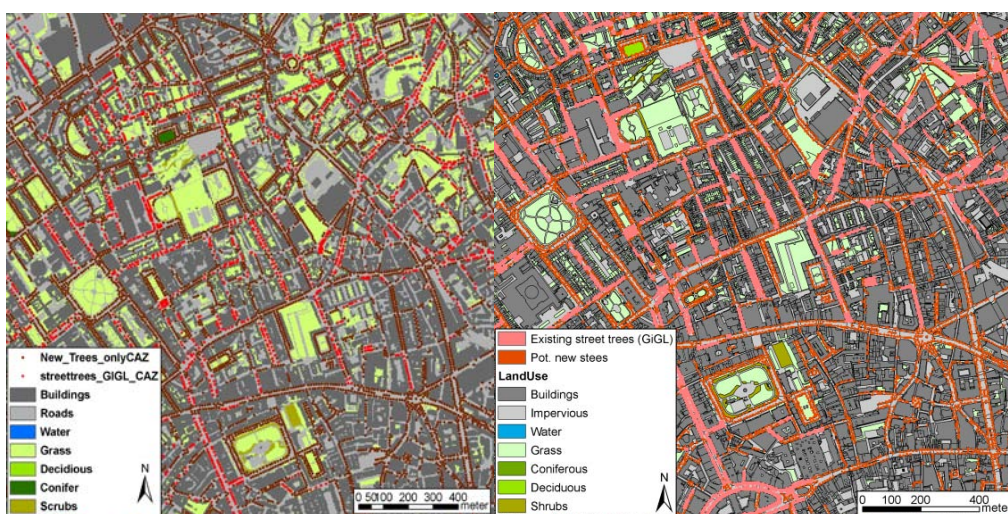 New_Trees_onlyCAZ
streettrees_GIGL_CAZ
Buildings
Roads
Water
Grass
Decidious
Conifer
Scrubs
N
0 50100 200 300 400
meter
Existing street trees (GiGL)
Pot. new stees
LandUse
Buildings
Impervious
Water
Grass
Coniferous
Deciduous
Shrubs
N
0 100 200 400
mete